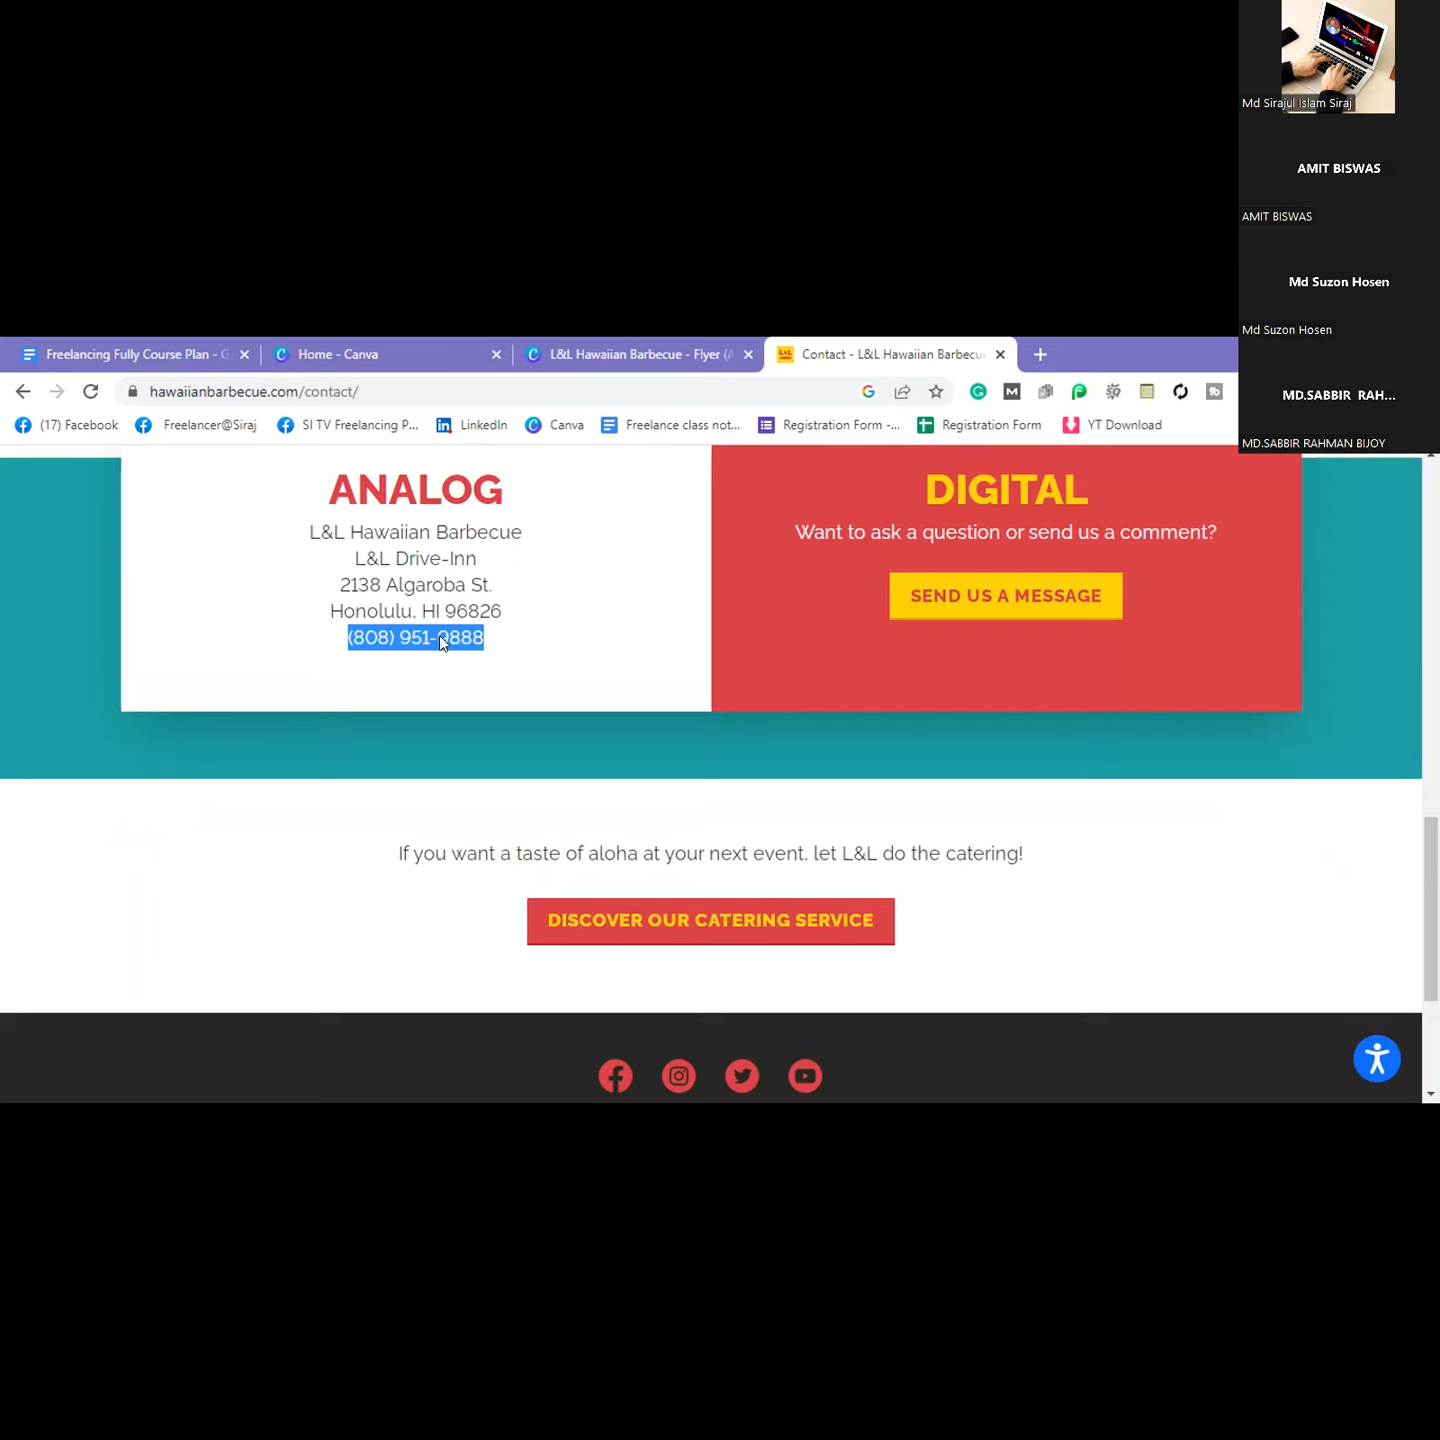 Md Sirajul Islam Siraj
AMIT BISWAS
AMIT BISWAS
Md Suzon Hosen
Md Suzon Hosen
MD.SABBIR RAH...
MD.SABBIR RAHMAN BIJOY
Freelancing Fully Course Plan - G
Home - Canva
L&L Hawaiian Barbecue - Flyer (
Contact - L&L Hawaiian Barbecue
hawaiianbarbecue.com/contact/
(17) Facebook
Freelancer@Siraj
SI TV Freelancing P...
LinkedIn
Canva
Freelance class not...
Registration Form -...
Registration Form
YT Download
ANALOG
L&L Hawaiian Barbecue
L&L Drive-Inn
2138 Algaroba St.
Honolulu, HI 96826
(808) 951-9888
DIGITAL
Want to ask a question or send us a comment?
SEND US A MESSAGE
If you want a taste of aloha at your next event, let L&L do the catering!
DISCOVER OUR CATERING SERVICE